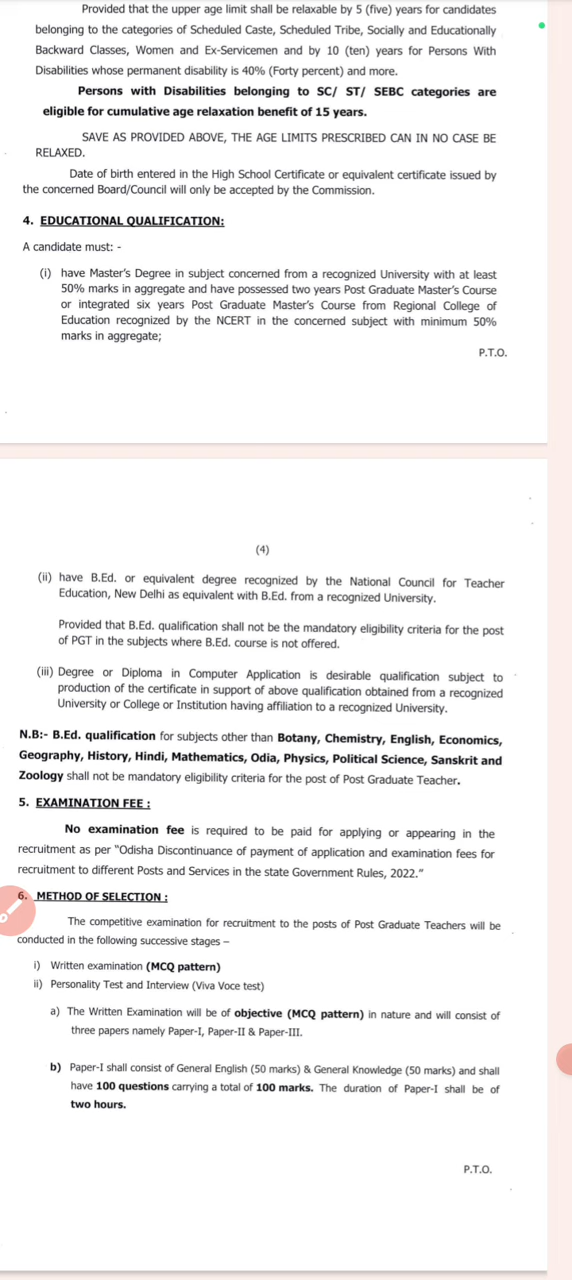 Provided that the upper age limit shall be relaxable by 5 (five) years for candidates
belonging to the categories of Scheduled Caste, Scheduled Tribe, Socially and Educationally
Backward Classes, Women and Ex-Servicemen and by 10 (ten) years for Persons With
Disabilities whose permanent disability is 40% (Forty percent) and more.
Persons with Disabilities belonging to SC/ ST/ SEBC categories are
eligible for cumulative age relaxation benefit of 15 years.
SAVE AS PROVIDED ABOVE, THE AGE LIMITS PRESCRIBED CAN IN NO CASE BE
RELAXED.
Date of birth entered in the High School Certificate or equivalent certificate issued by
the concerned Board/Council will only be accepted by the Commission.
4. EDUCATIONAL QUALIFICATION:
A candidate must: -
(i) have Master's Degree in subject concerned from a recognized University with at least
50% marks in aggregate and have possessed two years Post Graduate Master's Course
or integrated six years Post Graduate Master's Course from Regional College of
Education recognized by the NCERT in the concerned subject with minimum 50%
marks in aggregate;
P.T.O.
(4)
(ii) have B.Ed. or equivalent degree recognized by the National Council for Teacher
Education, New Delhi as equivalent with B.Ed. from a recognized University.
Provided that B.Ed. qualification shall not be the mandatory eligibility criteria for the post
of PGT in the subjects where B.Ed. course is not offered.
(iii) Degree or Diploma in Computer Application is desirable qualification subject to
production of the certificate in support of above qualification obtained from a recognized
University or College or Institution having affiliation to a recognized University.
N.B:- B.Ed. qualification for subjects other than Botany, Chemistry, English, Economics,
Geography, History, Hindi, Mathematics, Odia, Physics, Political Science, Sanskrit and
Zoology shall not be mandatory eligibility criteria for the post of Post Graduate Teacher.
5. EXAMINATION FEE :
No examination fee is required to be paid for applying or appearing in the
recruitment as per "Odisha Discontinuance of payment of application and examination fees for
recruitment to different Posts and Services in the state Government Rules, 2022."
6. METHOD OF SELECTION :
The competitive examination for recruitment to the posts of Post Graduate Teachers will be
conducted in the following successive stages –
i) Written examination (MCQ pattern)
ii) Personality Test and Interview (Viva Voce test)
a) The Written Examination will be of objective (MCQ pattern) in nature and will consist of
three papers namely Paper-I, Paper-II & Paper-III.
b) Paper-I shall consist of General English (50 marks) & General Knowledge (50 marks) and shall
have 100 questions carrying a total of 100 marks. The duration of Paper-I shall be of
two hours.
P.T.O.